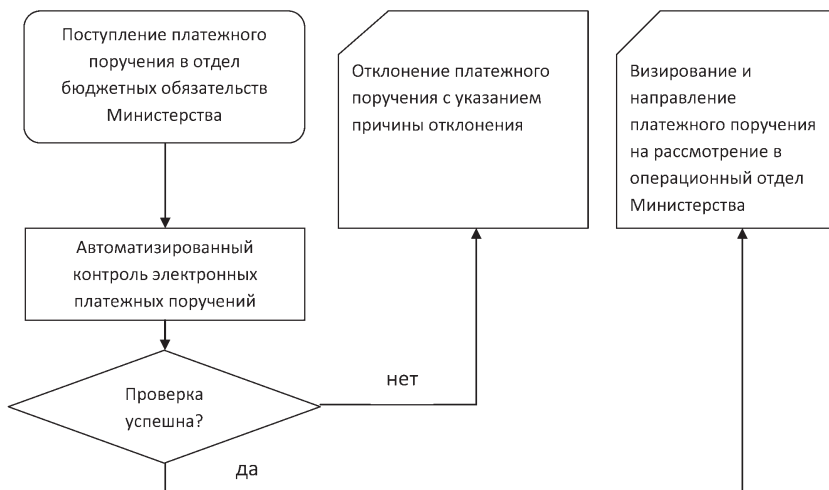 Поступление платежного
поручения в отдел
бюджетных обязательств
Министерства
Отклонение платежного
поручения с указанием
причины отклонения
Визирование и
направление
платежного поручения
на рассмотрение в
операционный отдел
Министерства
Автоматизированный
контроль электронных
платежных поручений
Проверка
успешна?
нет
да